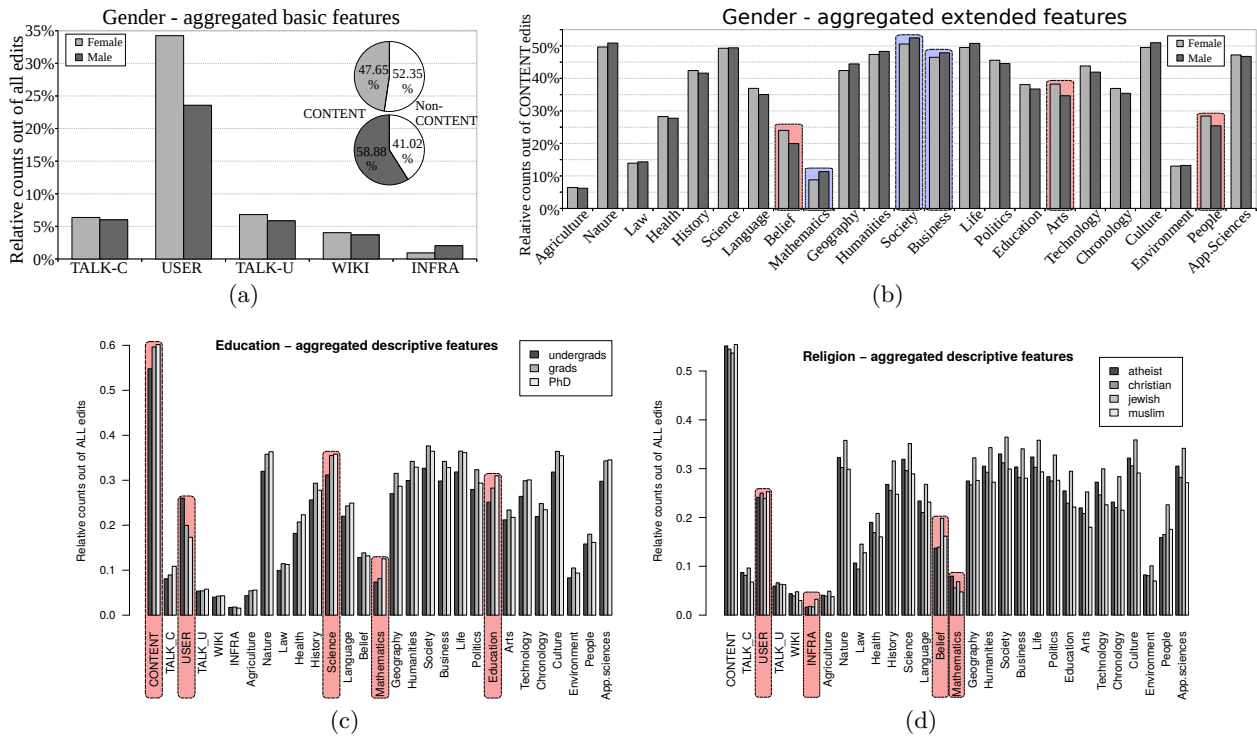 Gender - aggregated basic features
Relative counts out of all edits
35%
30%
25%
20%
15%
10%
5%
0%
Female
Male
47.65
%
52.35
%
CONTENT
Non-
CONTENT
58.88
%
41.02
%
TALK-C
USER
TALK-U
WIKI
INFRA
(a)
Gender - aggregated extended features
Relative counts out of CONTENT edits
50%
40%
30%
20%
10%
0%
Female
Male
Agriculture
Nature
Law
Health
History
Science
Language
Belief
Mathematics
Geography
Humanities
Society
Business
Life
Politics
Education
Arts
Technology
Chronology
Culture
Environment
People
App.Sciences
(b)
Education – aggregated descriptive features
Relative counts out of ALL edits
0.6
0.5
0.4
0.3
0.2
0.1
0.0
undergrads
grads
PhD
CONTENT
TALK_C
USER
TALK_U
WIKI
INFRA
Agriculture
Nature
Law
Health
History
Science
Language
Belief
Mathematics
Geography
Humanities
Society
Business
Life
Politics
Education
Arts
Technology
Chronology
Culture
Environment
People
App.sciences
(c)
Religion – aggregated descriptive features
Relative counts out of ALL edits
0.5
0.4
0.3
0.2
0.1
0.0
atheist
christian
jewish
muslim
CONTENT
TALK_C
USER
TALK_U
WIKI
INFRA
Agriculture
Nature
Law
Health
History
Science
Language
Belief
Mathematics
Geography
Humanities
Society
Business
Life
Politics
Education
Arts
Technology
Chronology
Culture
Environment
People
App.sciences
(d)